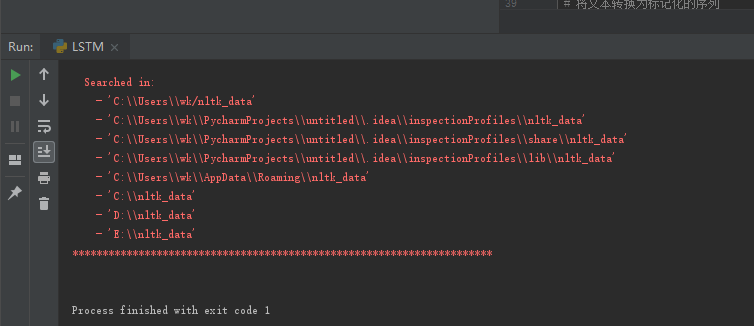 39
# 将文本转换为标记化的序列
Run: LSTM ×
Searched in:
- 'C:\\Users\\wk/nltk_data'
- 'C:\\Users\\wk\\PycharmProjects\\untitled\\.idea\\inspectionProfiles\\nltk_data'
- 'C:\\Users\\wk\\PycharmProjects\\untitled\\.idea\\inspectionProfiles\\share\\nltk_data'
- 'C:\\Users\\wk\\PycharmProjects\\untitled\\.idea\\inspectionProfiles\\lib\\nltk_data'
- 'C:\\Users\\wk\\AppData\\Roaming\\nltk_data'
- 'C:\\nltk_data'
- 'D:\\nltk_data'
- 'E:\\nltk_data'
**********************************************************************
Process finished with exit code 1